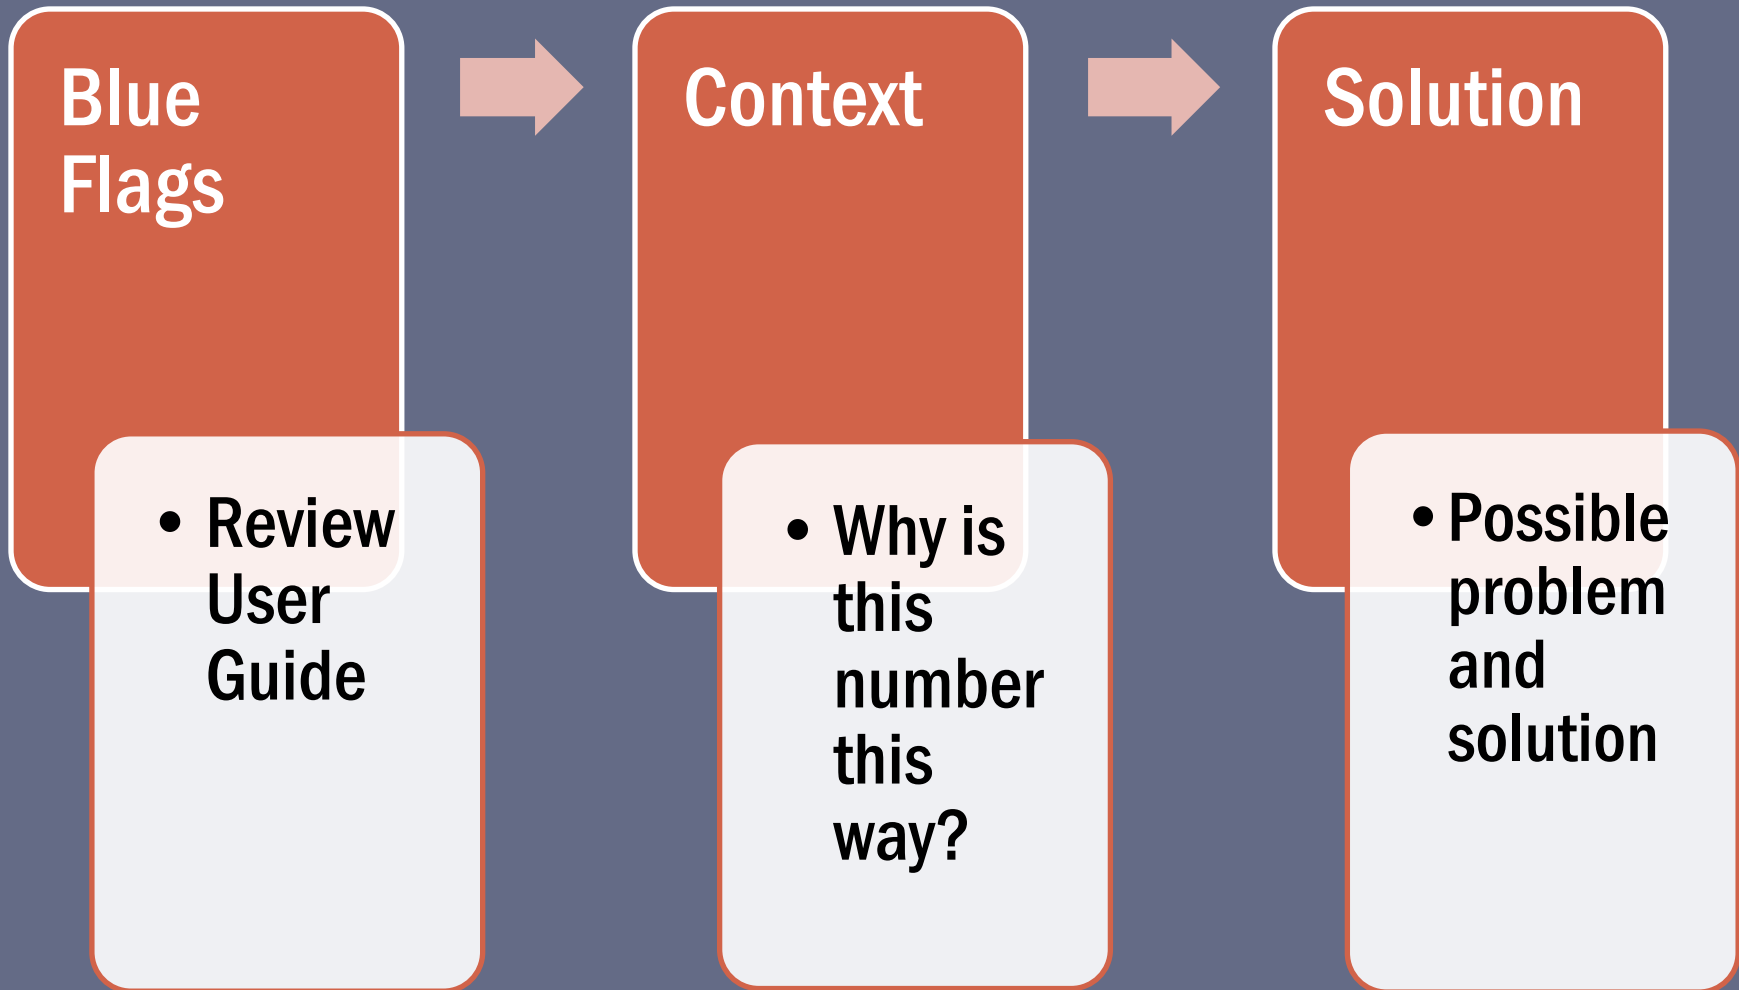 Blue
Flags
• Review
User
Guide
Context
• Why is
this
number
this
way?
Solution
• Possible
problem
and
solution